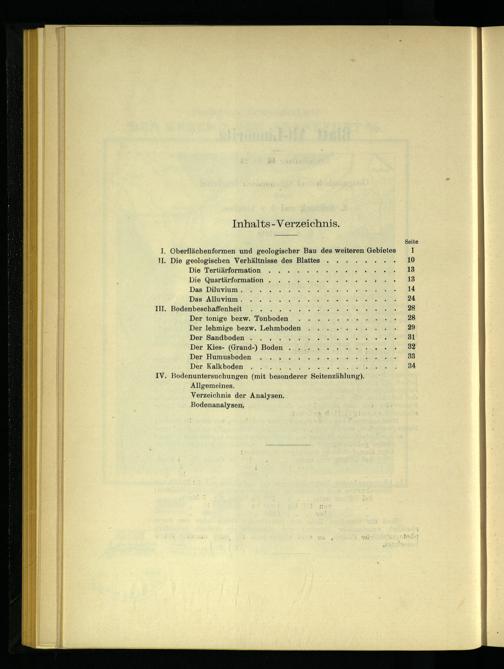 Inhalts-Verzeichnis.
Seite
I. Oberflächenformen und geologischer Bau des weiteren Gebietes 1
II. Die geologischen Verhältnisse des Blattes . . . . . . . . 10
Die Tertiärformation . . . . . . . . . . . . . 13
Die Quartärformation . . . . . . . . . . . . . 13
Das Diluvium . . . . . . . . . . . . . . . . 14
Das Alluvium . . . . . . . . . . . . . . . . 24
III. Bodenbeschaffenheit . . . . . . . . . . . . . . . . 28
Der tonige bezw. Tonboden . . . . . . . . . . . 28
Der lehmige bezw. Lehmboden . . . . . . . . . 29
Der Sandboden . . . . . . . . . . . . . . . 31
Der Kies- (Grand-) Boden . . . . . . . . . . . 32
Der Humusboden . . . . . . . . . . . . . . 33
Der Kalkboden . . . . . . . . . . . . . . . 34
IV. Bodenuntersuchungen (mit besonderer Seitenzählung).
Allgemeines.
Verzeichnis der Analysen.
Bodenanalysen.